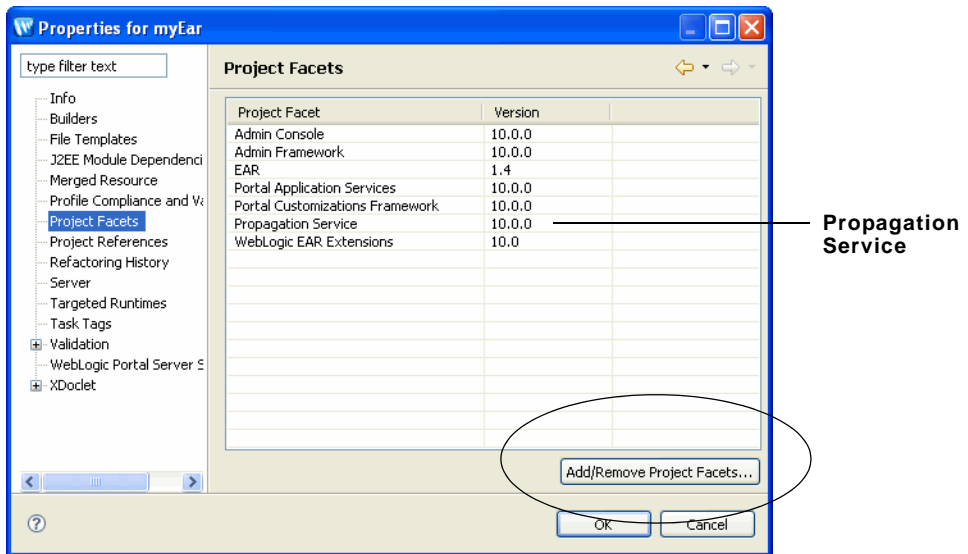 Properties for myEar
type filter text
Info
Builders
File Templates
J2EE Module Dependenci
Merged Resource
Profile Compliance and Va
Project Facets
Project References
Refactoring History
Server
Targeted Runtimes
Task Tags
Validation
WebLogic Portal Server S
XDoclet
Project Facets
Project Facet Version
Admin Console 10.0.0
Admin Framework 10.0.0
EAR 1.4
Portal Application Services 10.0.0
Portal Customizations Framework 10.0.0
Propagation Service 10.0.0
WebLogic EAR Extensions 10.0
Add/Remove Project Facets...
OK Cancel
Propagation
Service